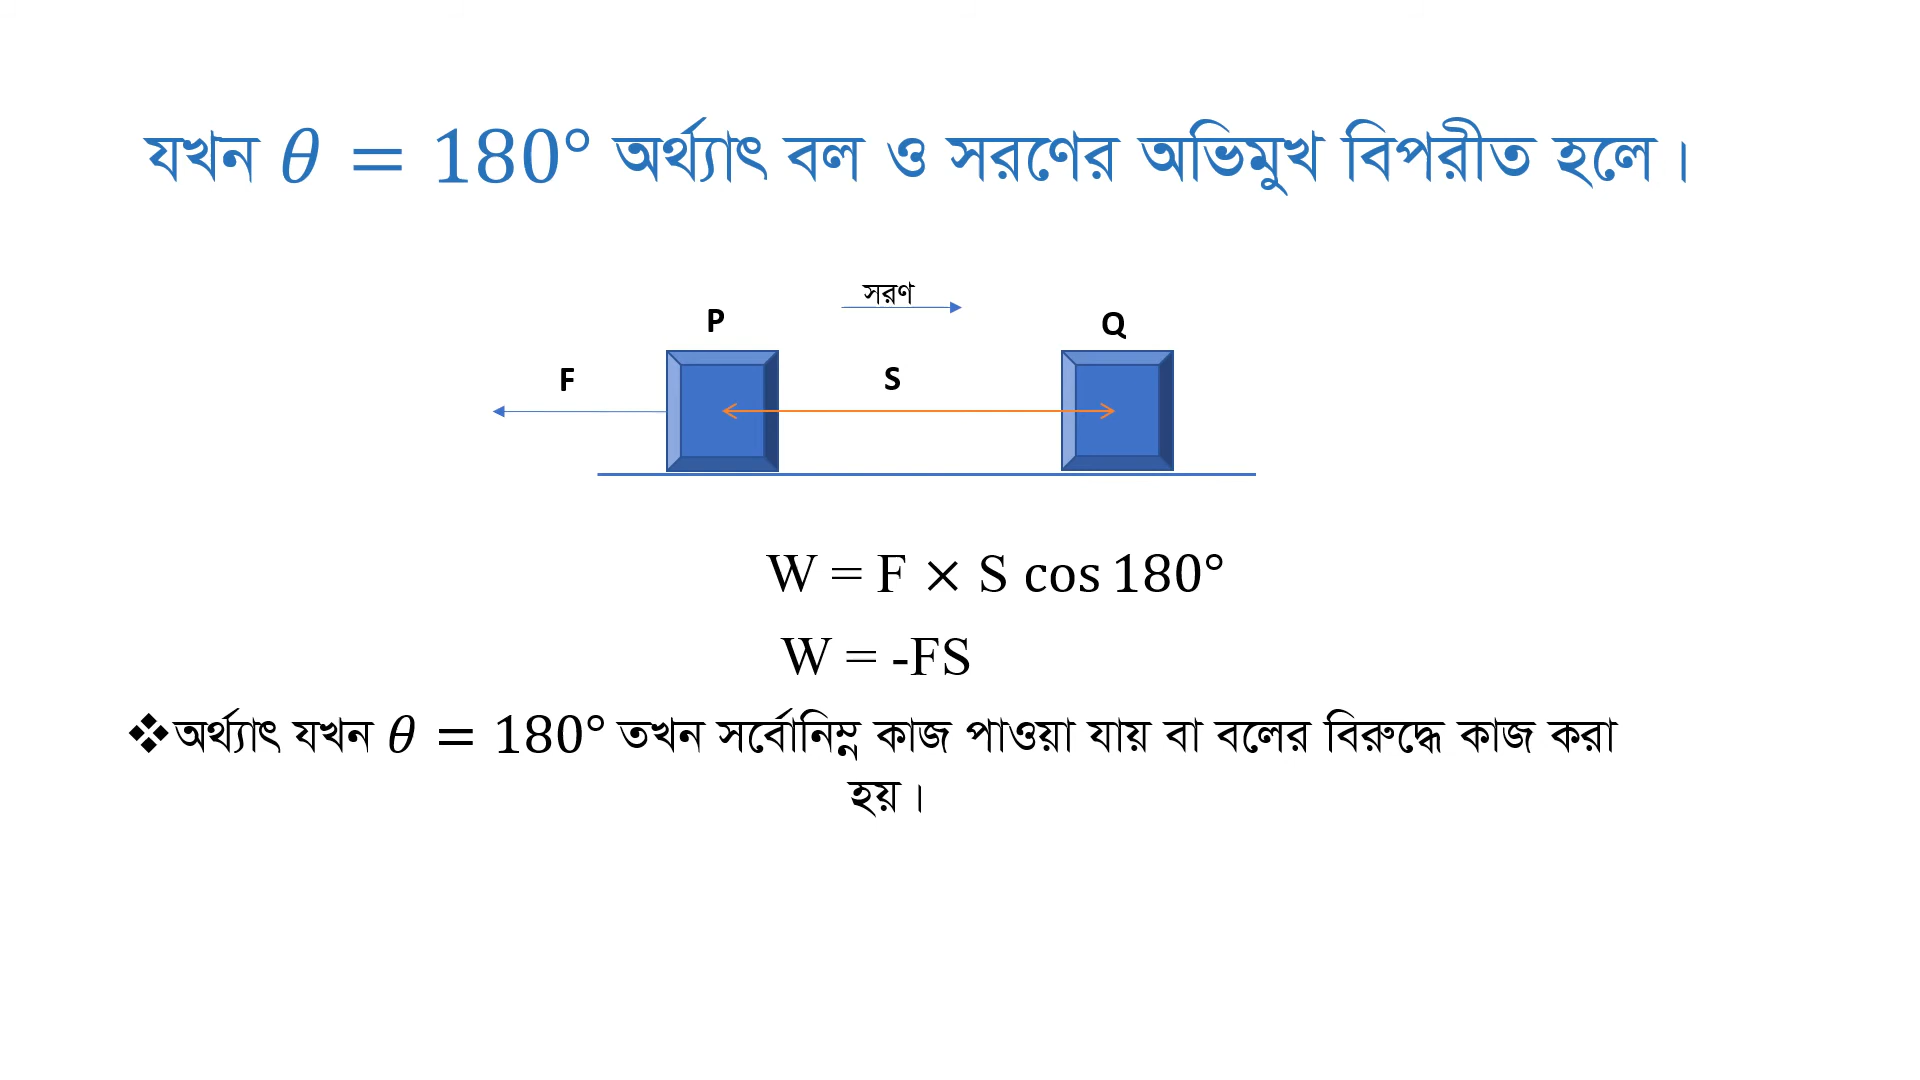 যখন 𝜃 = 180° অর্থ্যাৎ বল ও সরণের অভিমুখ বিপরীত হলে।
সরণ
P
Q
F
S
W = F × S cos 180°
W = -FS
❖অর্থ্যাৎ যখন 𝜃 = 180° তখন সর্বোনিম্ন কাজ পাওয়া যায় বা বলের বিরুদ্ধে কাজ করা
হয়।